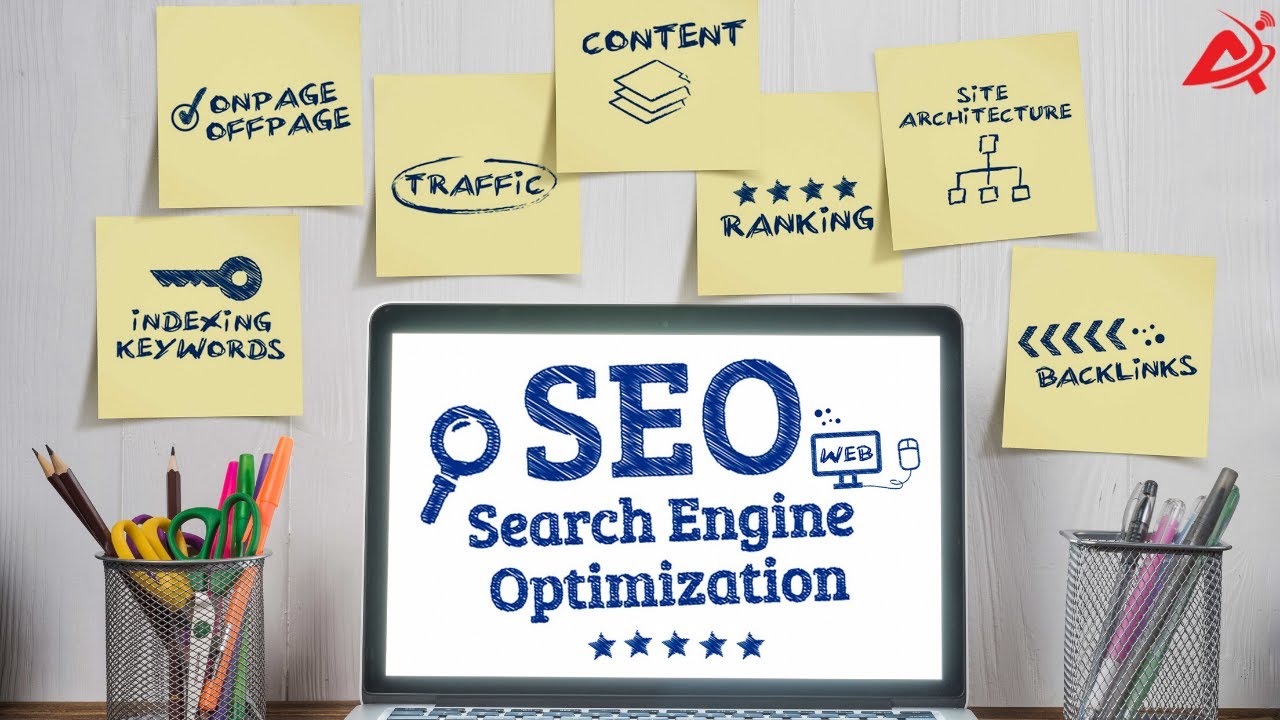 ONPAGE
OFFPAGE
TRAFFIC
CONTENT
RANKING
SITE
ARCHITECTURE
INDEXING
KEYWORDS
BACKLINKS
SEO
WEB
Search Engine
Optimization